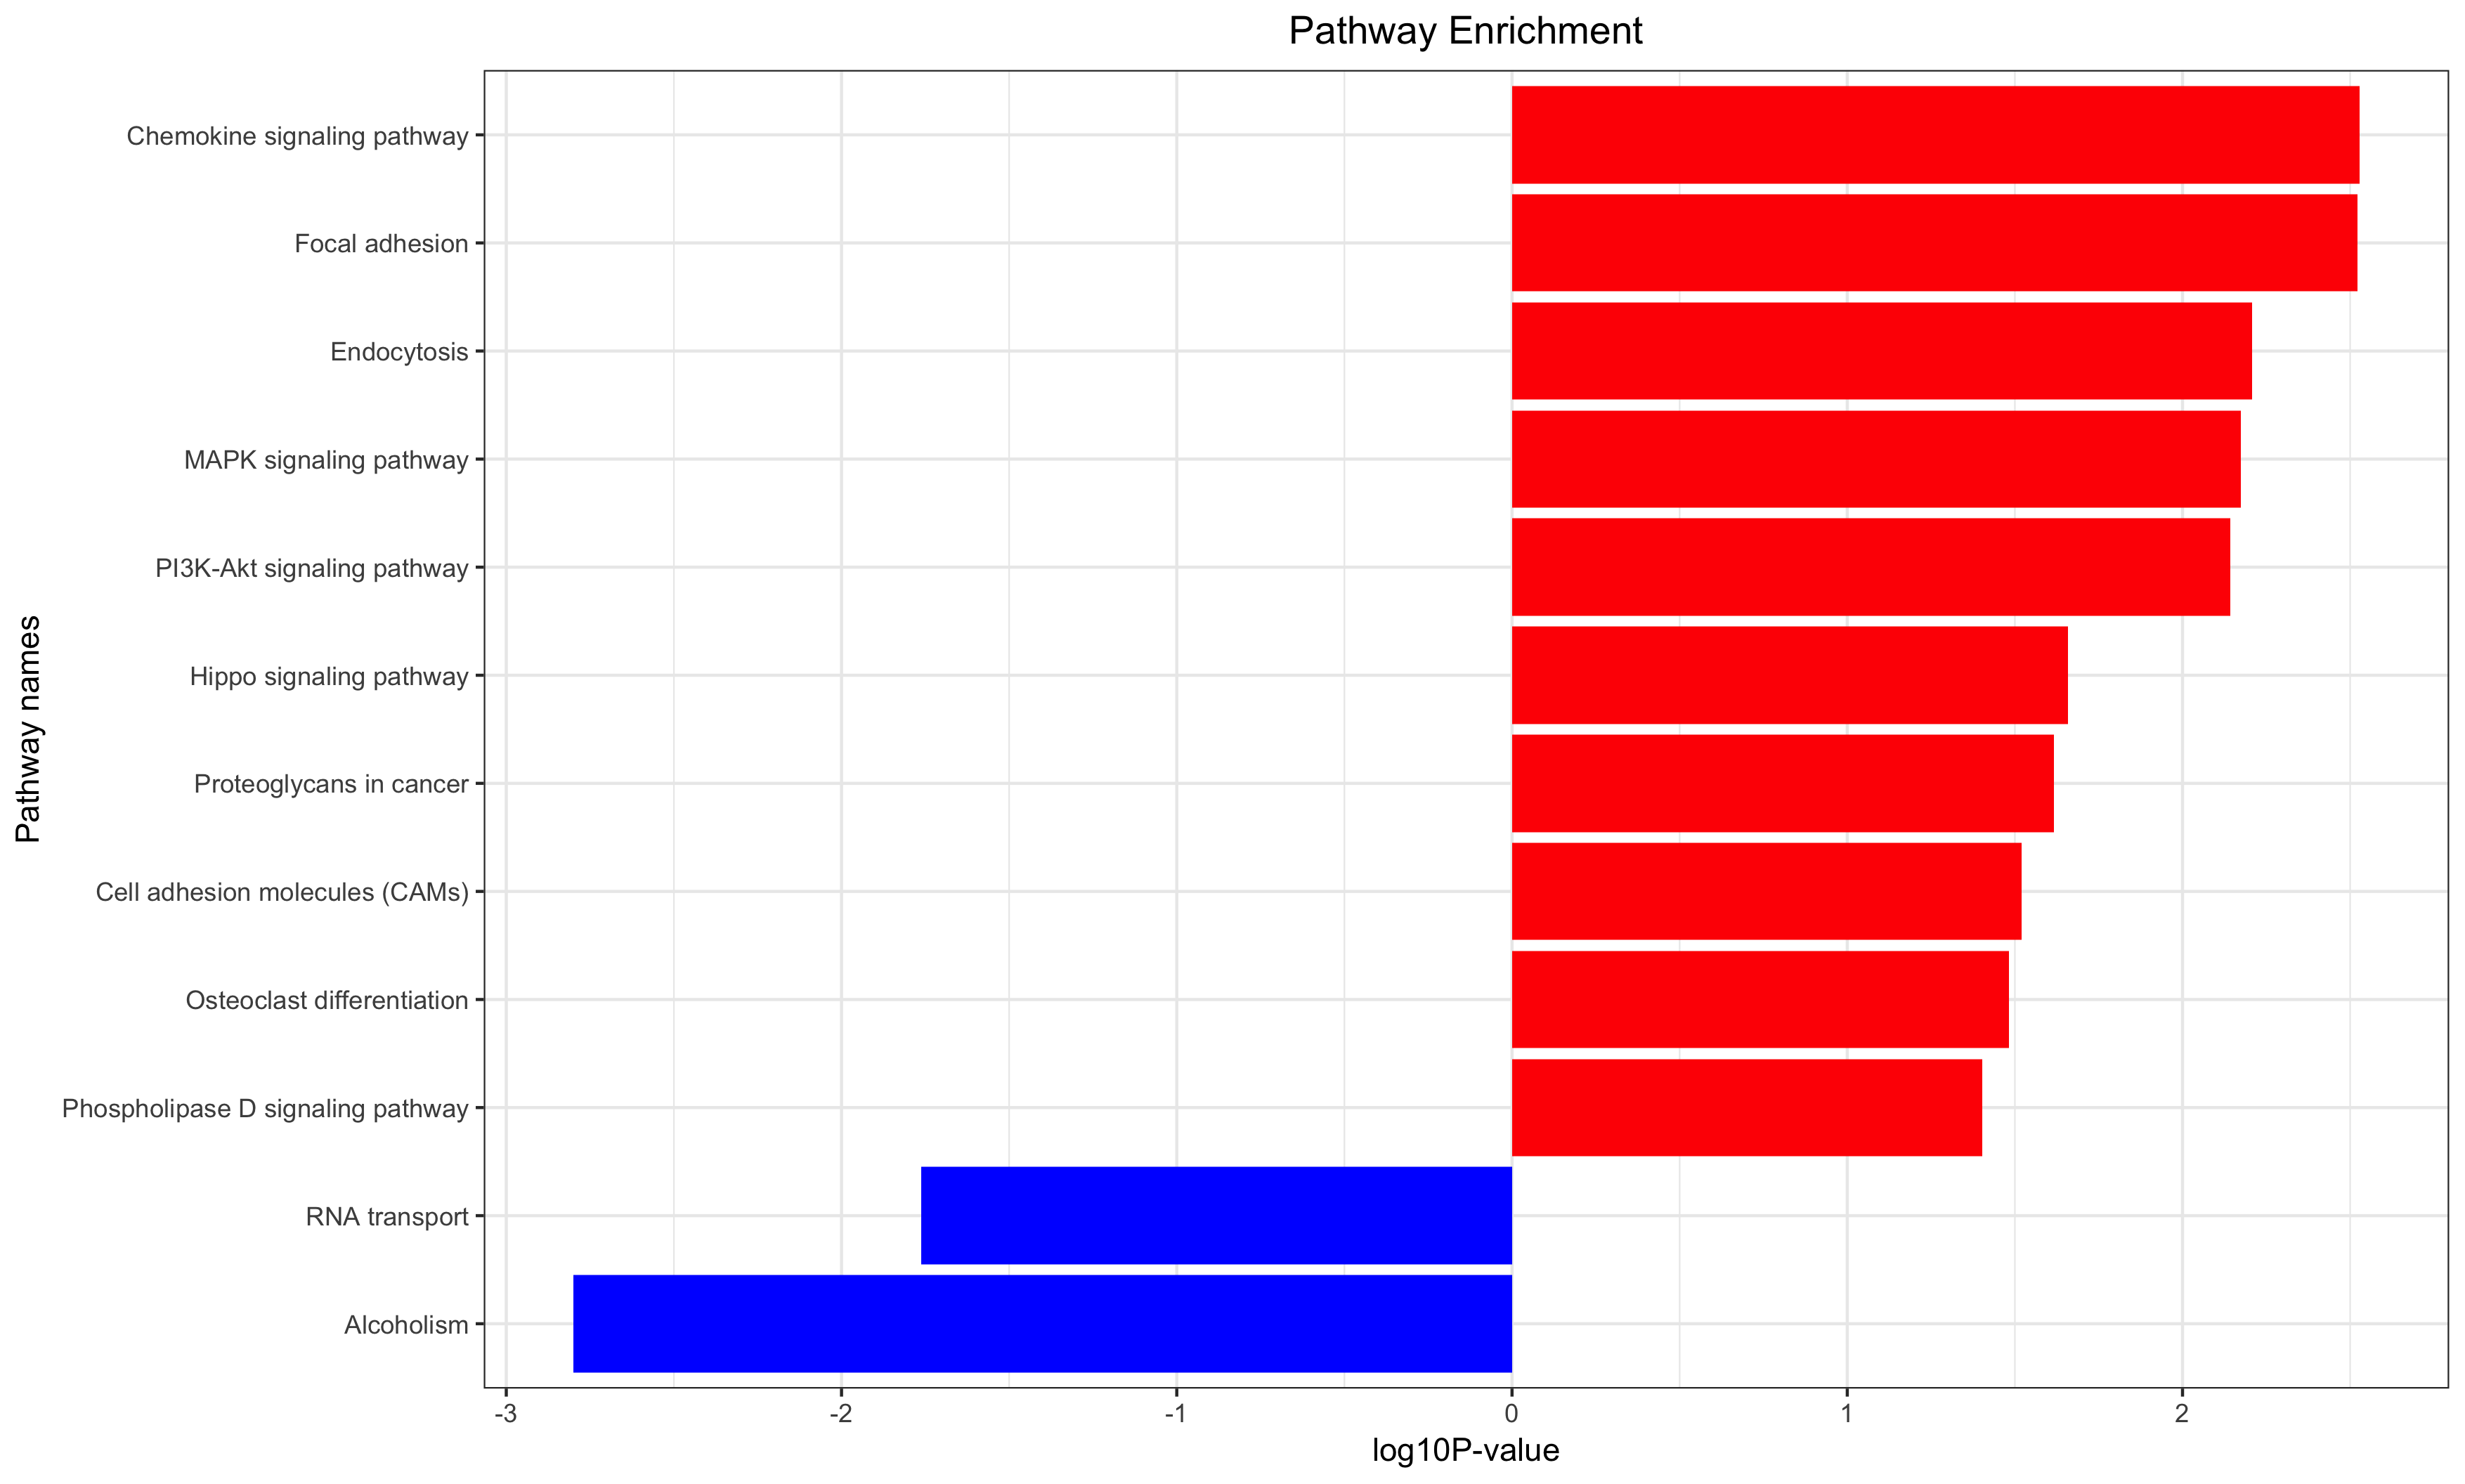 Pathway Enrichment
Chemokine signaling pathway
Focal adhesion
Endocytosis
MAPK signaling pathway
PI3K-Akt signaling pathway
Hippo signaling pathway
Proteoglycans in cancer
Cell adhesion molecules (CAMs)
Osteoclast differentiation
Phospholipase D signaling pathway
RNA transport
Alcoholism
Pathway names
-3 -2 -1 0 1 2
log10P-value